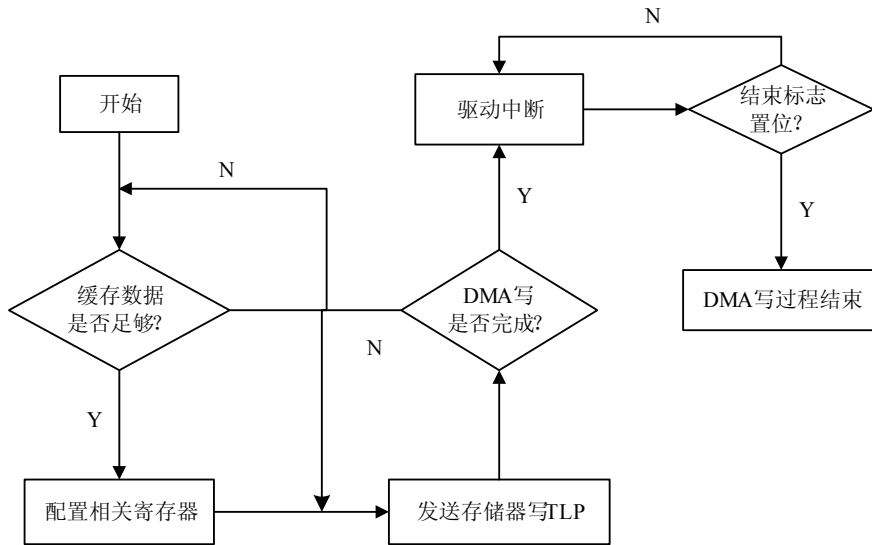 开始
N
缓存数据
是否足够?
Y
配置相关寄存器
发送存储器写TLP
N
DMA写
是否完成?
Y
驱动中断
N
结束标志
置位?
Y
DMA写过程结束